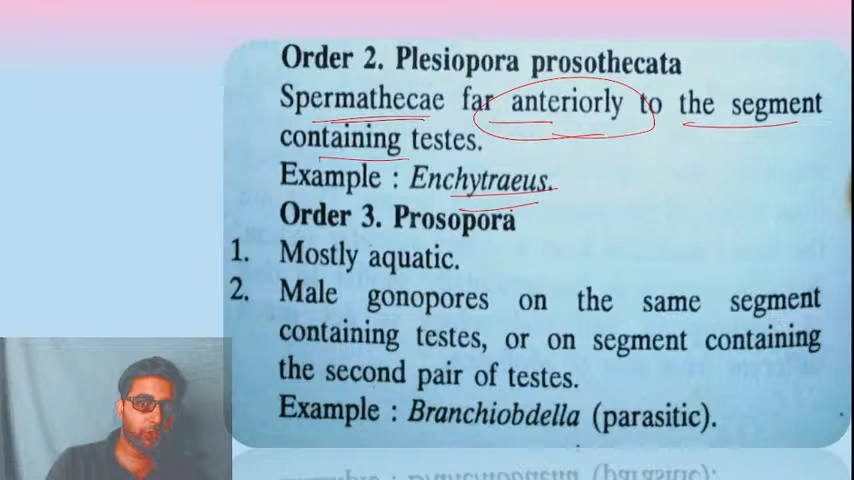 Order 2. Plesiopora prosothecata
Spermathecae far anteriorly to the segment
containing testes.
Example : Enchytraeus.
Order 3. Prosopora
1. Mostly aquatic.
2. Male gonopores on the same segment
containing testes, or on segment containing
the second pair of testes.
Example : Branchiobdella (parasitic).